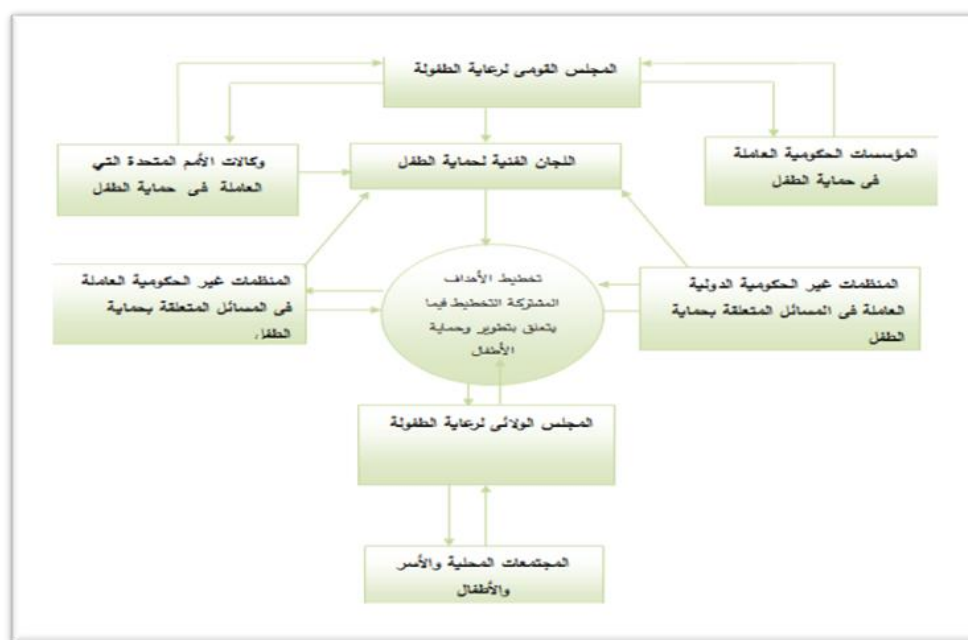 المجلس القومى لرعاية الطفولة
المؤسسات الحكومية العاملة
فى حماية الطفل
اللجان الفنية لحماية الطفل
وكالات الأمم المتحدة التي
العاملة فى حماية الطفل
المنظمات غير الحكومية الدولية
العاملة فى المسائل المتعلقة بحماية
الطفل
تخطيط الأهداف
المشتركة التخطيط فيما
يتعلق بتطوير وحماية
الأطفال
المنظمات غير الحكومية العاملة
فى المسائل المتعلقة بحماية
الطفل.
المجلس الولائى لرعاية الطفولة
المجتمعات المحلية والأسر
والأطفال